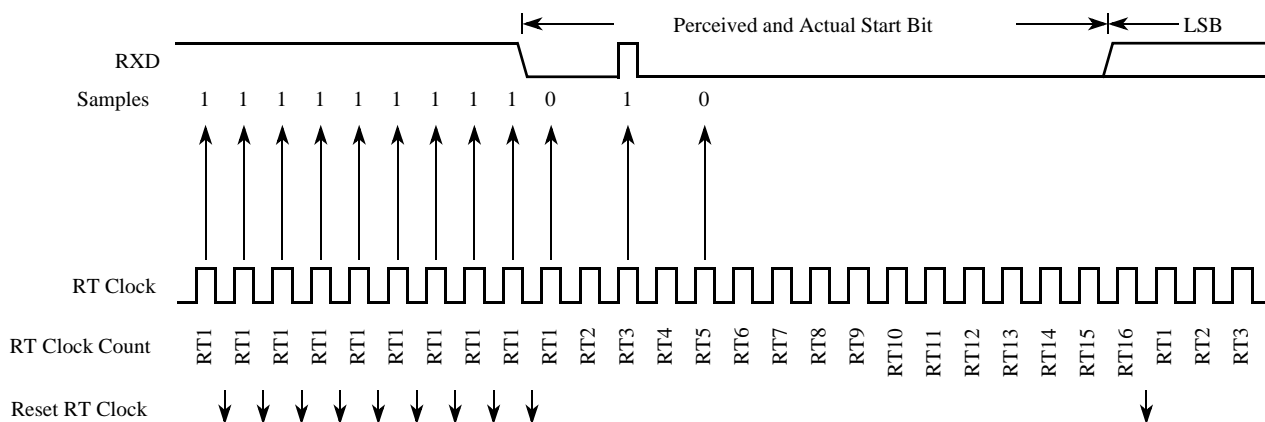 Perceived and Actual Start Bit LSB
RXD
Samples 1 1 1 1 1 1 1 1 1 0 1 0
RT Clock
RT Clock Count RT1 RT1 RT1 RT1 RT1 RT1 RT1 RT1 RT1 RT1 RT2 RT3 RT4 RT5 RT6 RT7 RT8 RT9 RT10 RT11 RT12 RT13 RT14 RT15 RT16 RT1 RT2 RT3
Reset RT Clock